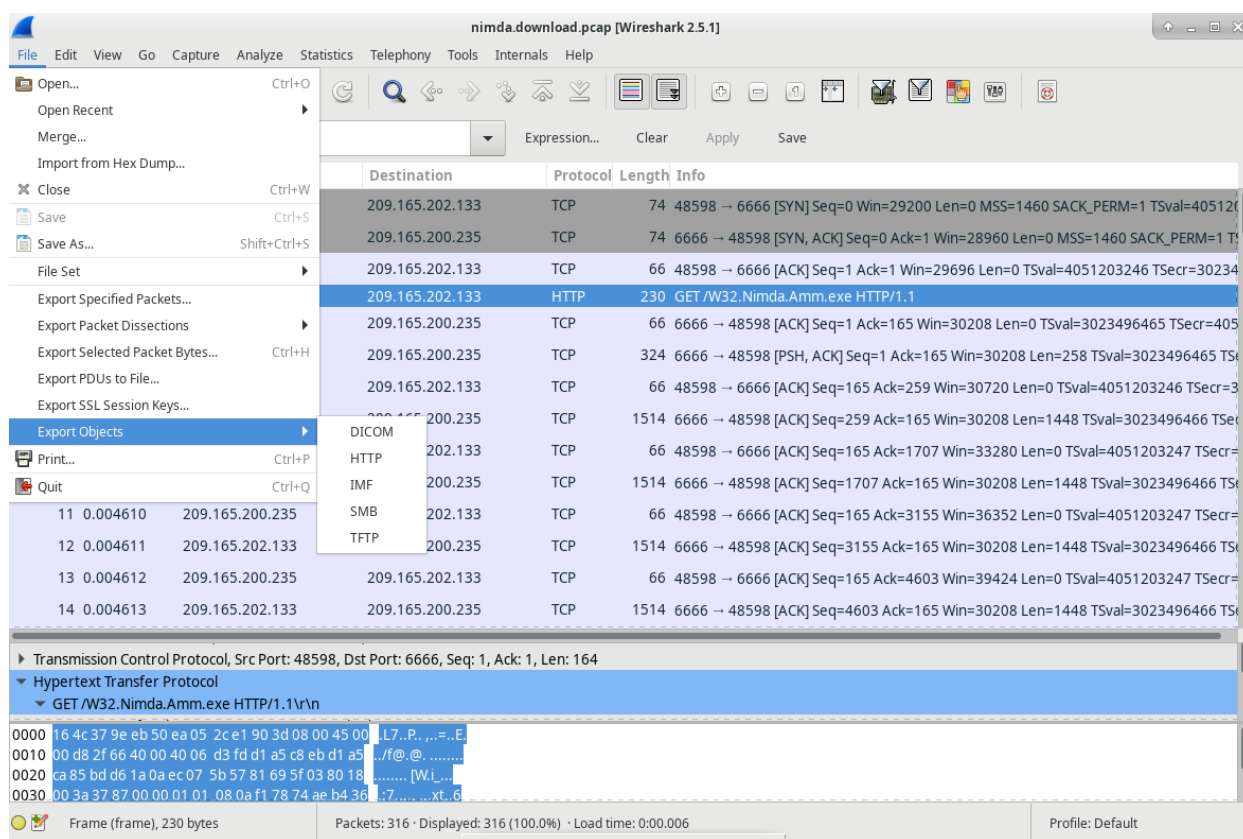 nimda.download.pcap [Wireshark 2.5.1]
File Edit View Go Capture Analyze Statistics Telephony Tools Internals Help
Open... Ctrl+O
Open Recent
Merge...
Import from Hex Dump...
Close Ctrl+W
Save Ctrl+S
Save As... Shift+Ctrl+S
File Set
Export Specified Packets...
Export Packet Dissections
Export Selected Packet Bytes... Ctrl+H
Export PDUs to File...
Export SSL Session Keys...
Export Objects
Print... Ctrl+P
Quit Ctrl+Q
DICOM
HTTP
IMF
SMB
TFTP
Expression... Clear Apply Save
Destination Protocol Length Info
209.165.202.133 TCP 74 48598 → 6666 [SYN] Seq=0 Win=29200 Len=0 MSS=1460 SACK_PERM=1 TSval=405120
209.165.200.235 TCP 74 6666 → 48598 [SYN, ACK] Seq=0 Ack=1 Win=28960 Len=0 MSS=1460 SACK_PERM=1 TS
209.165.202.133 TCP 66 48598 → 6666 [ACK] Seq=1 Ack=1 Win=29696 Len=0 TSval=4051203246 TSecr=30234
209.165.202.133 HTTP 230 GET /W32.Nimda.Amm.exe HTTP/1.1
209.165.200.235 TCP 66 6666 → 48598 [ACK] Seq=1 Ack=165 Win=30208 Len=0 TSval=3023496465 TSecr=405
209.165.200.235 TCP 324 6666 → 48598 [PSH, ACK] Seq=1 Ack=165 Win=30208 Len=258 TSval=3023496465 TSe
209.165.202.133 TCP 66 48598 → 6666 [ACK] Seq=165 Ack=259 Win=30720 Len=0 TSval=4051203246 TSecr=3
209.165.200.235 TCP 1514 6666 → 48598 [ACK] Seq=259 Ack=165 Win=30208 Len=1448 TSval=3023496466 TSe
202.133 TCP 66 48598 → 6666 [ACK] Seq=165 Ack=1707 Win=33280 Len=0 TSval=4051203247 TSecr=
200.235 TCP 1514 6666 → 48598 [ACK] Seq=1707 Ack=165 Win=30208 Len=1448 TSval=3023496466 TSe
11 0.004610 209.165.200.235 202.133 TCP 66 48598 → 6666 [ACK] Seq=165 Ack=3155 Win=36352 Len=0 TSval=4051203247 TSecr=
12 0.004611 209.165.202.133 200.235 TCP 1514 6666 → 48598 [ACK] Seq=3155 Ack=165 Win=30208 Len=1448 TSval=3023496466 TSe
13 0.004612 209.165.200.235 209.165.202.133 TCP 66 48598 → 6666 [ACK] Seq=165 Ack=4603 Win=39424 Len=0 TSval=4051203247 TSecr=
14 0.004613 209.165.202.133 209.165.200.235 TCP 1514 6666 → 48598 [ACK] Seq=4603 Ack=165 Win=30208 Len=1448 TSval=3023496466 TSe
Transmission Control Protocol, Src Port: 48598, Dst Port: 6666, Seq: 1, Ack: 1, Len: 164
Hypertext Transfer Protocol
GET /W32.Nimda.Amm.exe HTTP/1.1\r\n
0000 16 4c 37 9e eb 50 ea 05 2c e1 90 3d 08 00 45 00 .L7..P.. ,..=..E.
0010 00 d8 2f 66 40 00 40 06 d3 fd d1 a5 c8 eb d1 a5 ../f@.@. ........
0020 ca 85 bd d6 1a 0a ec 07 5b 57 81 69 5f 03 80 18 ........ [W.i_...
0030 00 3a 37 87 00 00 01 01 08 0a f1 78 74 ae b4 36 .:7..... ...xt..6
Frame (frame), 230 bytes Packets: 316 · Displayed: 316 (100.0%) · Load time: 0:00.006 Profile: Default